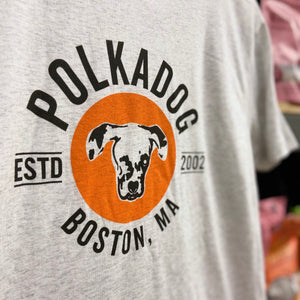 POLKADOG
ESTD 2002
BOSTON, MA